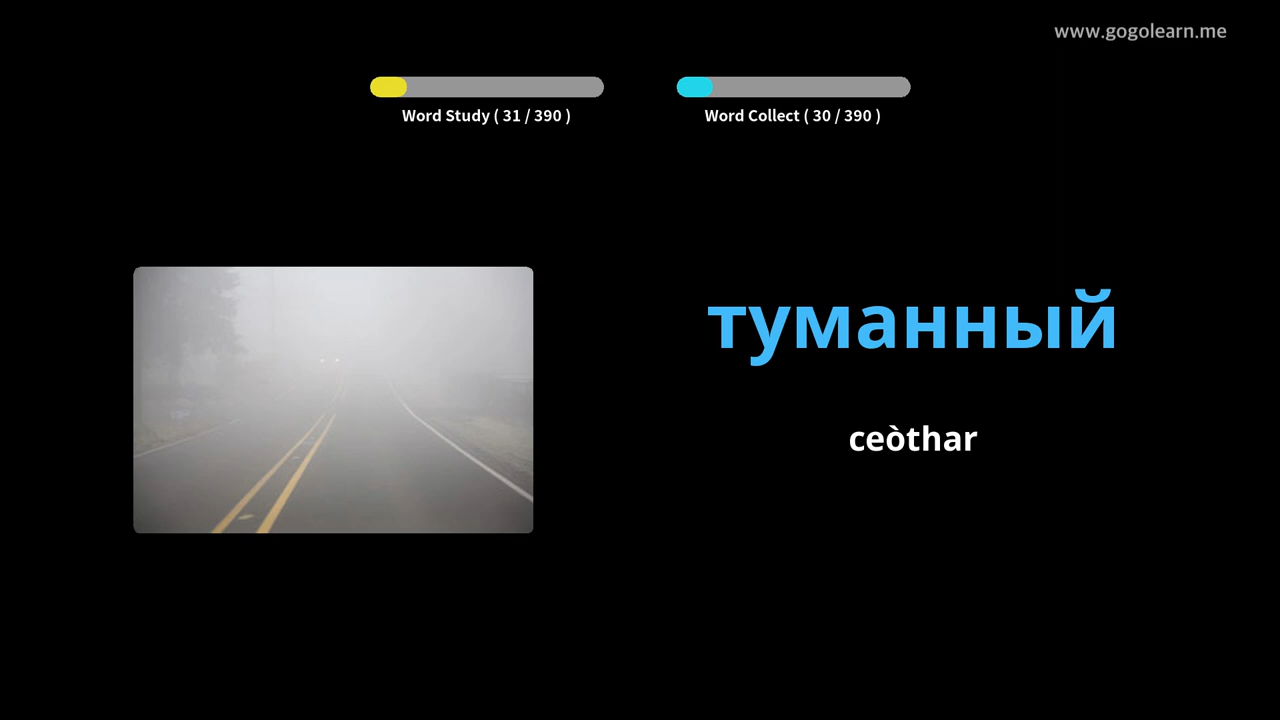 www.gogolearn.me
Word Study ( 31 / 390 )
Word Collect ( 30 / 390 )
туманный
ceòthar